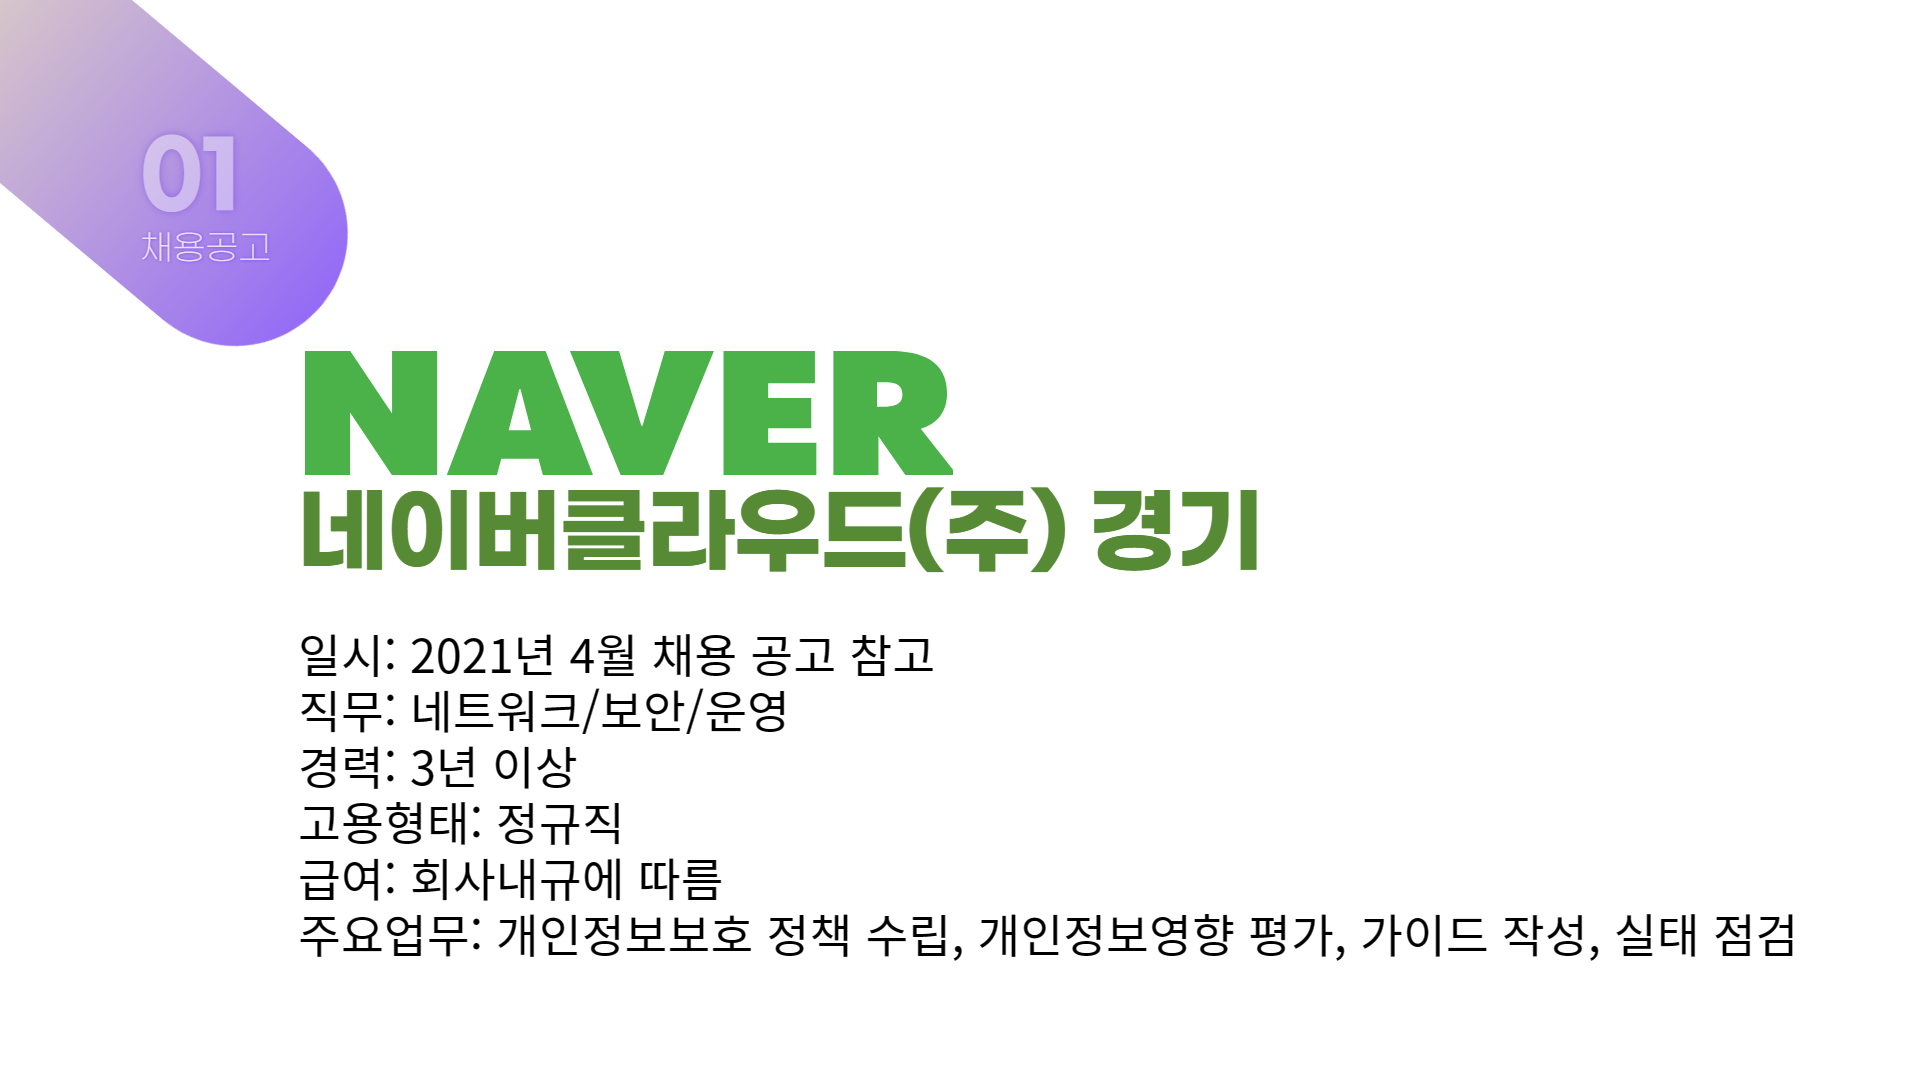 01
채용공고
NAVER
네이버클라우드(주) 경기
일시: 2021년 4월 채용 공고 참고
직무: 네트워크/보안/운영
경력: 3년 이상
고용형태: 정규직
급여: 회사내규에 따름
주요업무: 개인정보보호 정책 수립, 개인정보영향 평가, 가이드 작성, 실태 점검